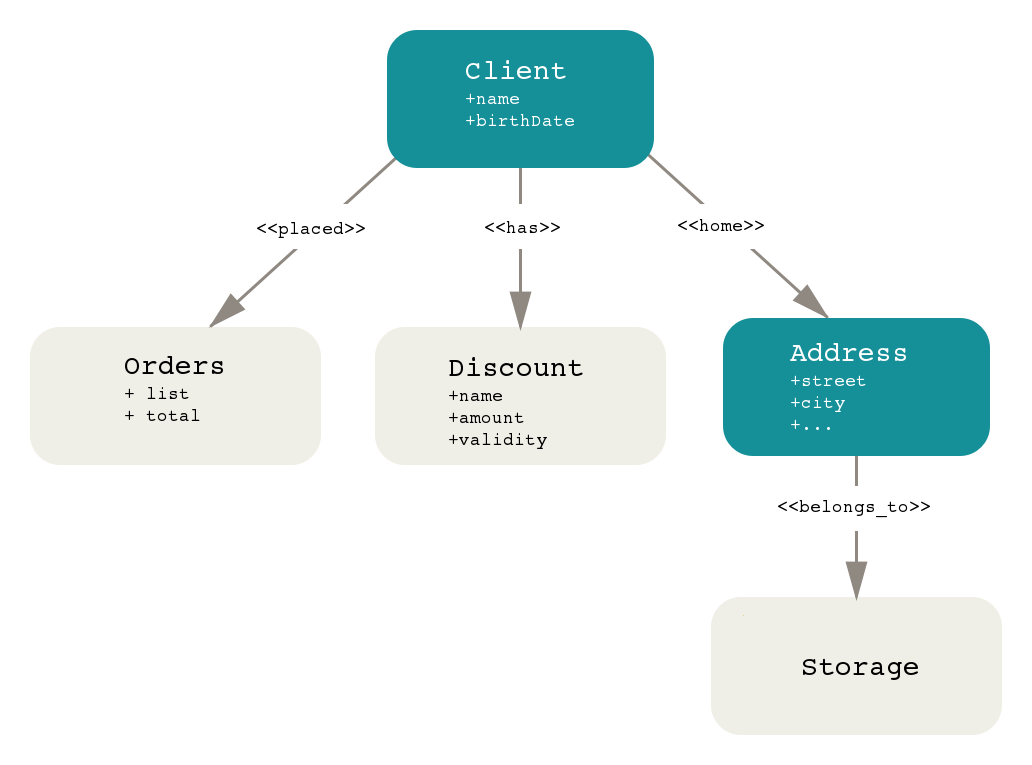 Client
+name
+birthDate
<<placed>>
<<has>>
<<home>>
Orders
+ list
+ total
Discount
+name
+amount
+validity
Address
+street
+city
+...
<<belongs_to>>
Storage